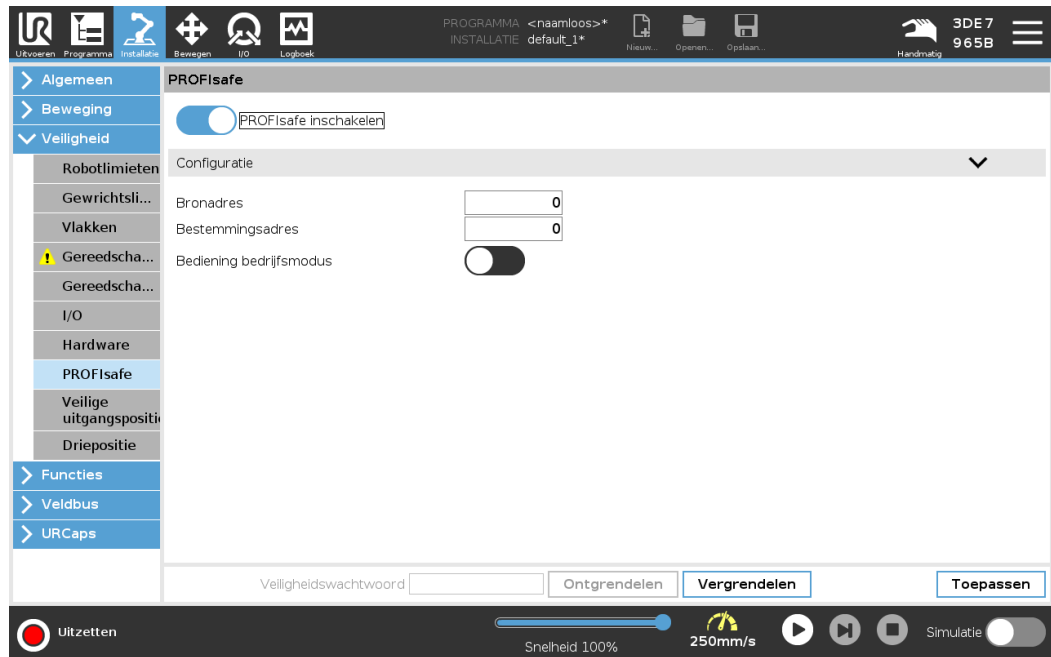 PROGRAMMA <naamloos>*
INSTALLATIE default_1*
3DE7
965B
Uitvoeren Programma Installatie Bewegen I/O Logboek Nieuw... Openen... Opslaan... Handmatig
Algemeen
Beweging
Veiligheid
Robotlimieten
Gewrichtsli...
Vlakken
Gereedscha...
Gereedscha...
I/O
Hardware
PROFIsafe
Veilige
uitgangspositi
Driepositie
Functies
Veldbus
URCaps
PROFIsafe
PROFIsafe inschakelen
Configuratie
Bronadres 0
Bestemmingsadres 0
Bediening bedrijfsmodus
Veiligheidswachtwoord Ontgrendelen Vergrendelen Toepassen
Uitzetten
Snelheid 100%
250mm/s
Simulatie